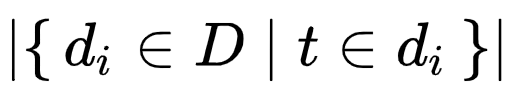 |{ dᵢ ∈ D | t ∈ dᵢ }|